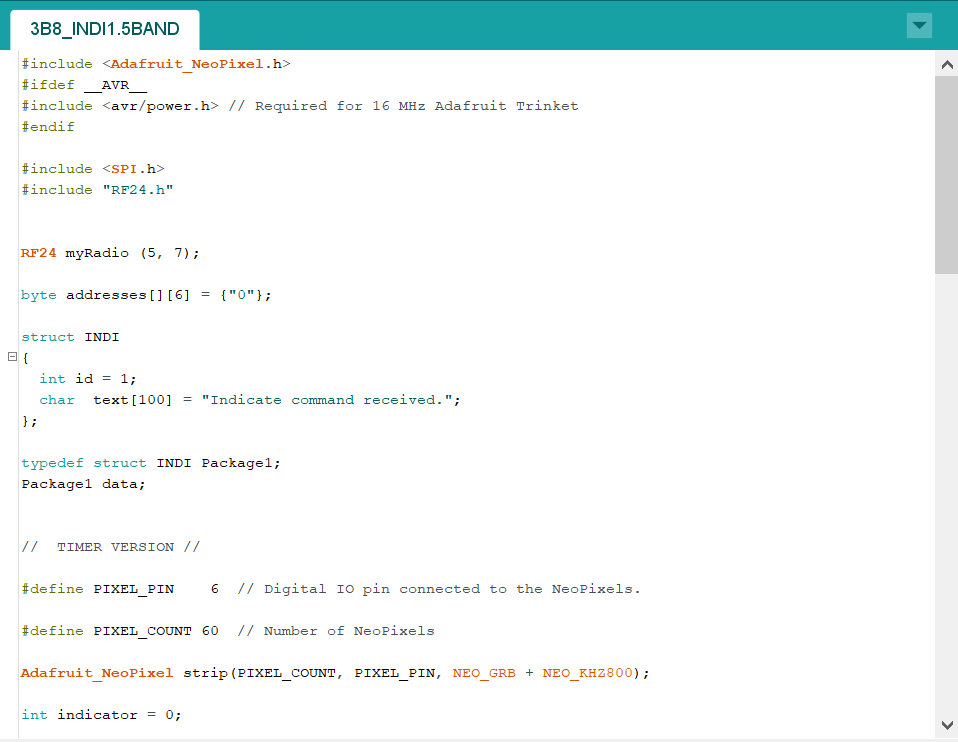 3B8_INDI1.5BAND
#include <Adafruit_NeoPixel.h>
#ifdef __AVR__
#include <avr/power.h> // Required for 16 MHz Adafruit Trinket
#endif
#include <SPI.h>
#include "RF24.h"
RF24 myRadio (5, 7);
byte addresses[][6] = {"0"};
struct INDI
{
  int id = 1;
  char  text[100] = "Indicate command received.";
};
typedef struct INDI Package1;
Package1 data;
//  TIMER VERSION //
#define PIXEL_PIN    6  // Digital IO pin connected to the NeoPixels.
#define PIXEL_COUNT 60  // Number of NeoPixels
Adafruit_NeoPixel strip(PIXEL_COUNT, PIXEL_PIN, NEO_GRB + NEO_KHZ800);
int indicator = 0;